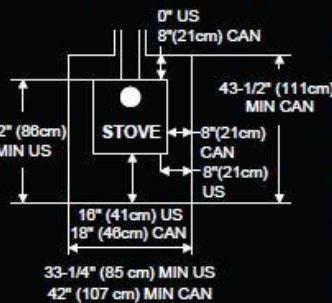 0" US
8"(21cm) CAN
43-1/2" (111cm)
MIN CAN
2" (86cm)
MIN US
STOVE
8"(21cm)
CAN
8"(21cm)
US
16" (41cm) US
18" (46cm) CAN
33-1/4" (85 cm) MIN US
42" (107 cm) MIN CAN